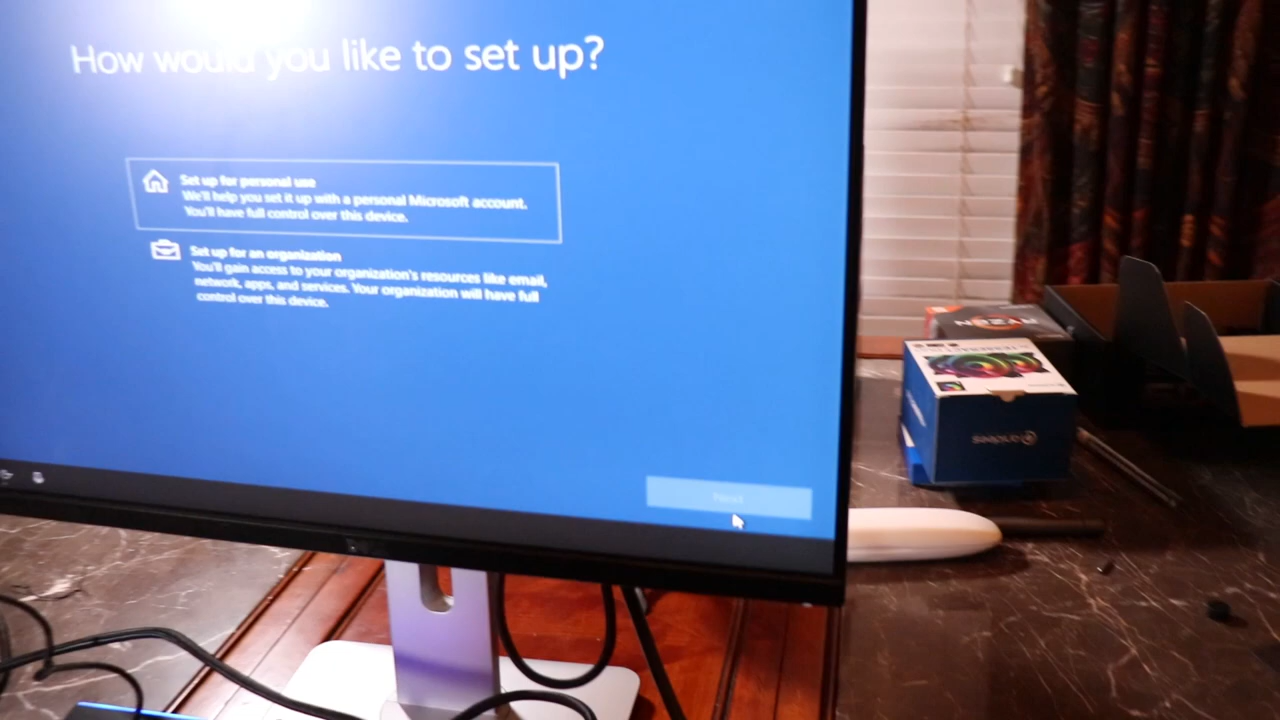 How would you like to set up?
Set up for personal use
We'll help you set it up with a personal Microsoft account.
You'll have full control over this device.
Set up for an organization
You'll gain access to your organization's resources like email,
network, apps, and services. Your organization will have full
control over this device.
Next
RYZEN